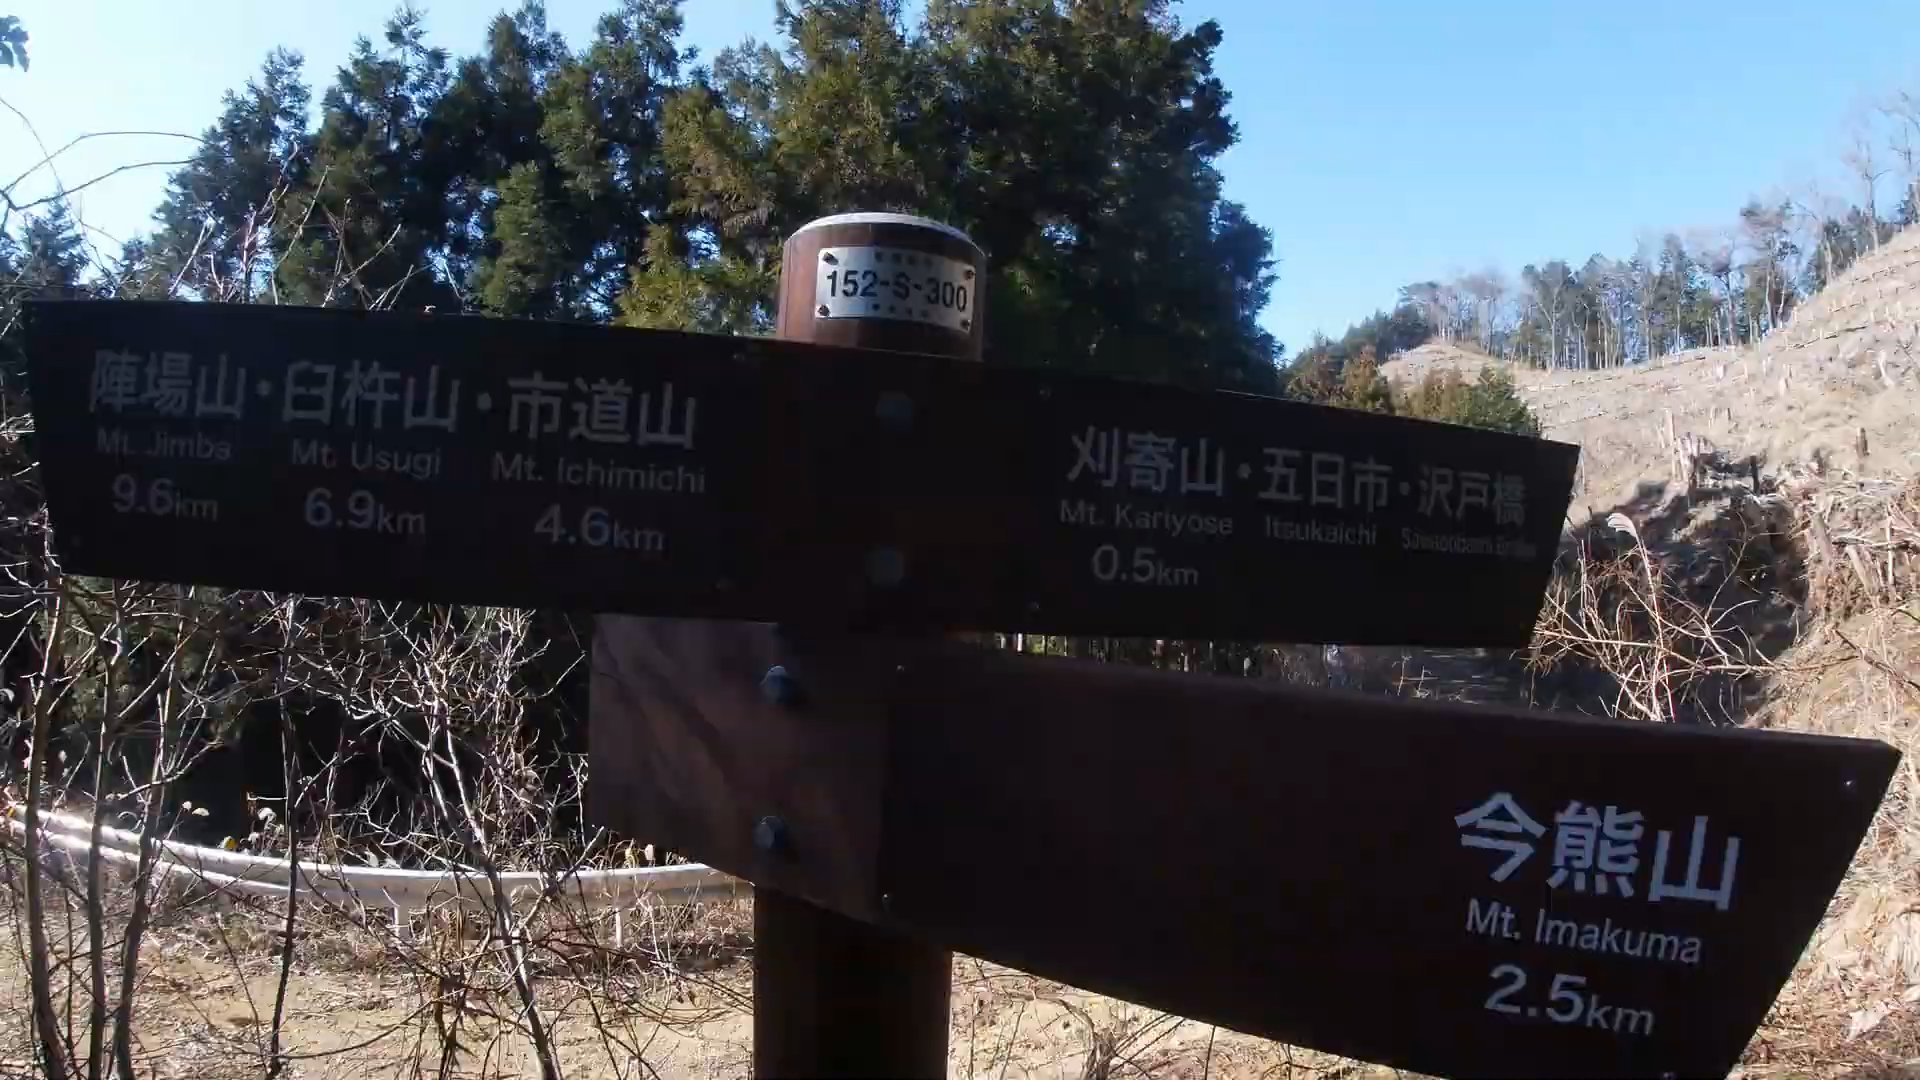 152-S-300
陣場山・臼杵山・市道山
Mt. Jimba Mt. Usugi Mt. Ichimichi
9.6km 6.9km 4.6km
刈寄山・五日市・沢戸橋
Mt. Kariyose Itsukaichi
0.5km
今熊山
Mt. Imakuma
2.5km